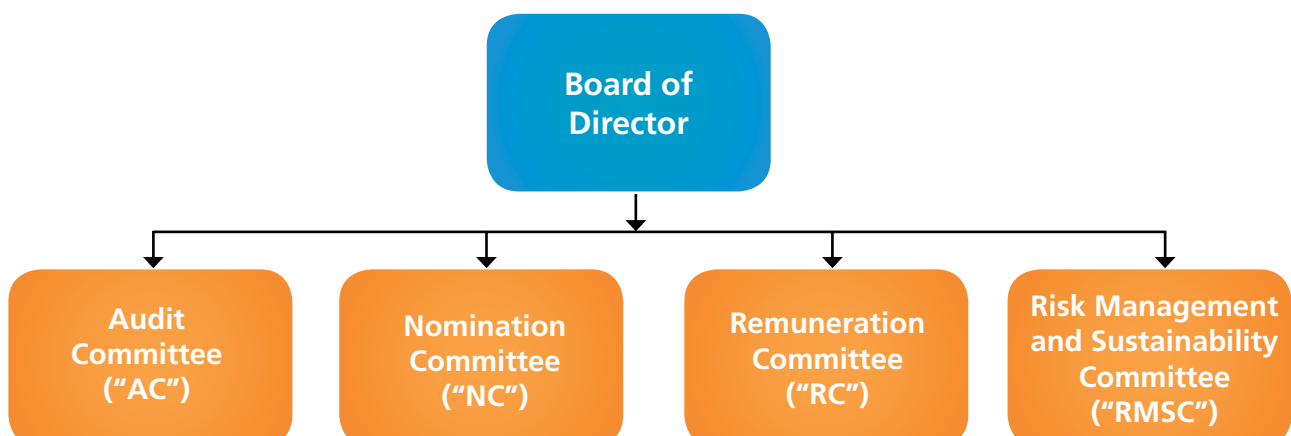 Board of
Director
Audit
Committee
(“AC”)
Nomination
Committee
(“NC”)
Remuneration
Committee
(“RC”)
Risk Management
and Sustainability
Committee
(“RMSC”)